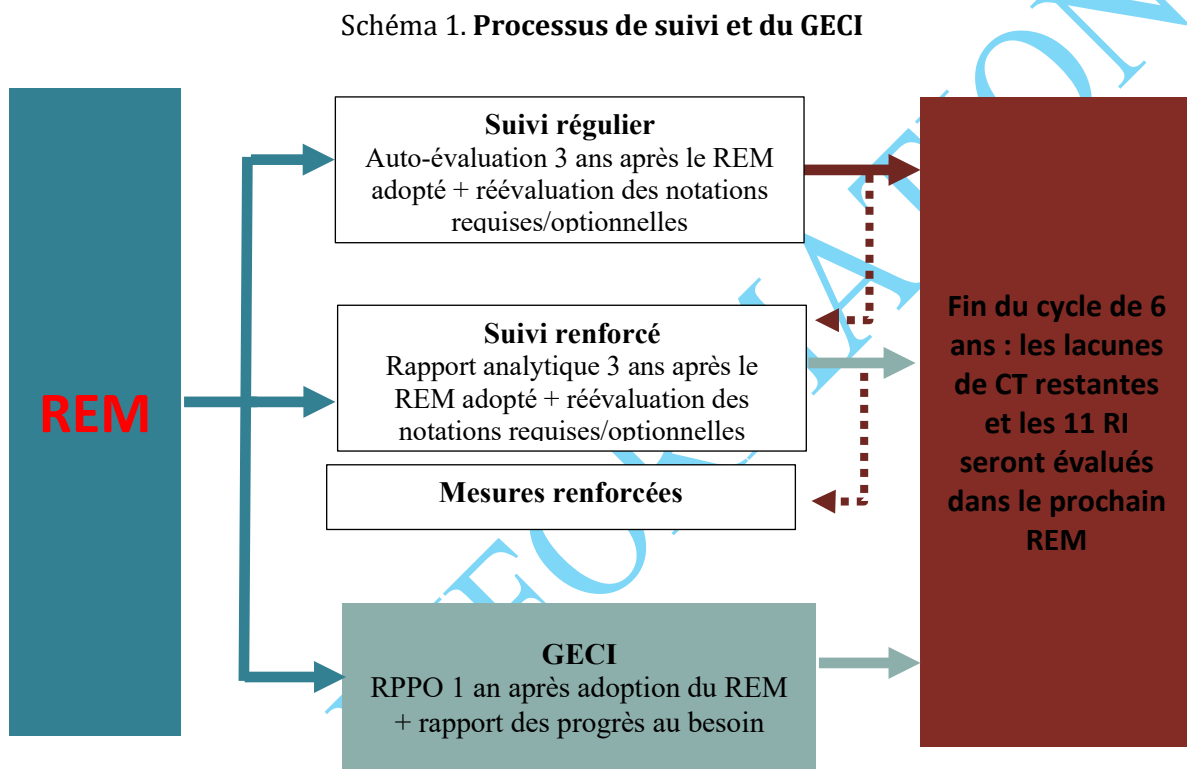 Schéma 1. Processus de suivi et du GECI
REM
Suivi régulier
Auto-évaluation 3 ans après le REM
adopté + réévaluation des notations
requises/optionnelles
Suivi renforcé
Rapport analytique 3 ans après le
REM adopté + réévaluation des
notations requises/optionnelles
Mesures renforcées
GECI
RPPO 1 an après adoption du REM
+ rapport des progrès au besoin
Fin du cycle de 6
ans : les lacunes
de CT restantes
et les 11 RI
seront évalués
dans le prochain
REM